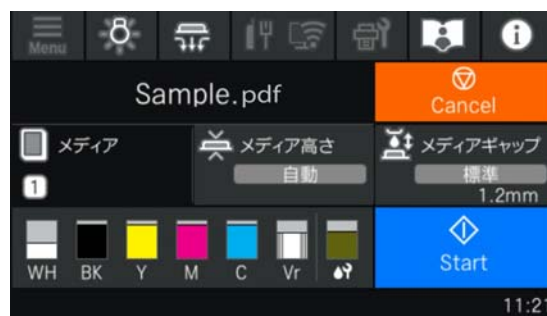 Menu
Sample.pdf
Cancel
メディア
メディア高さ
メディアギャップ
自動
標準
1
1.2mm
WH BK Y M C Vr
Start
11:21